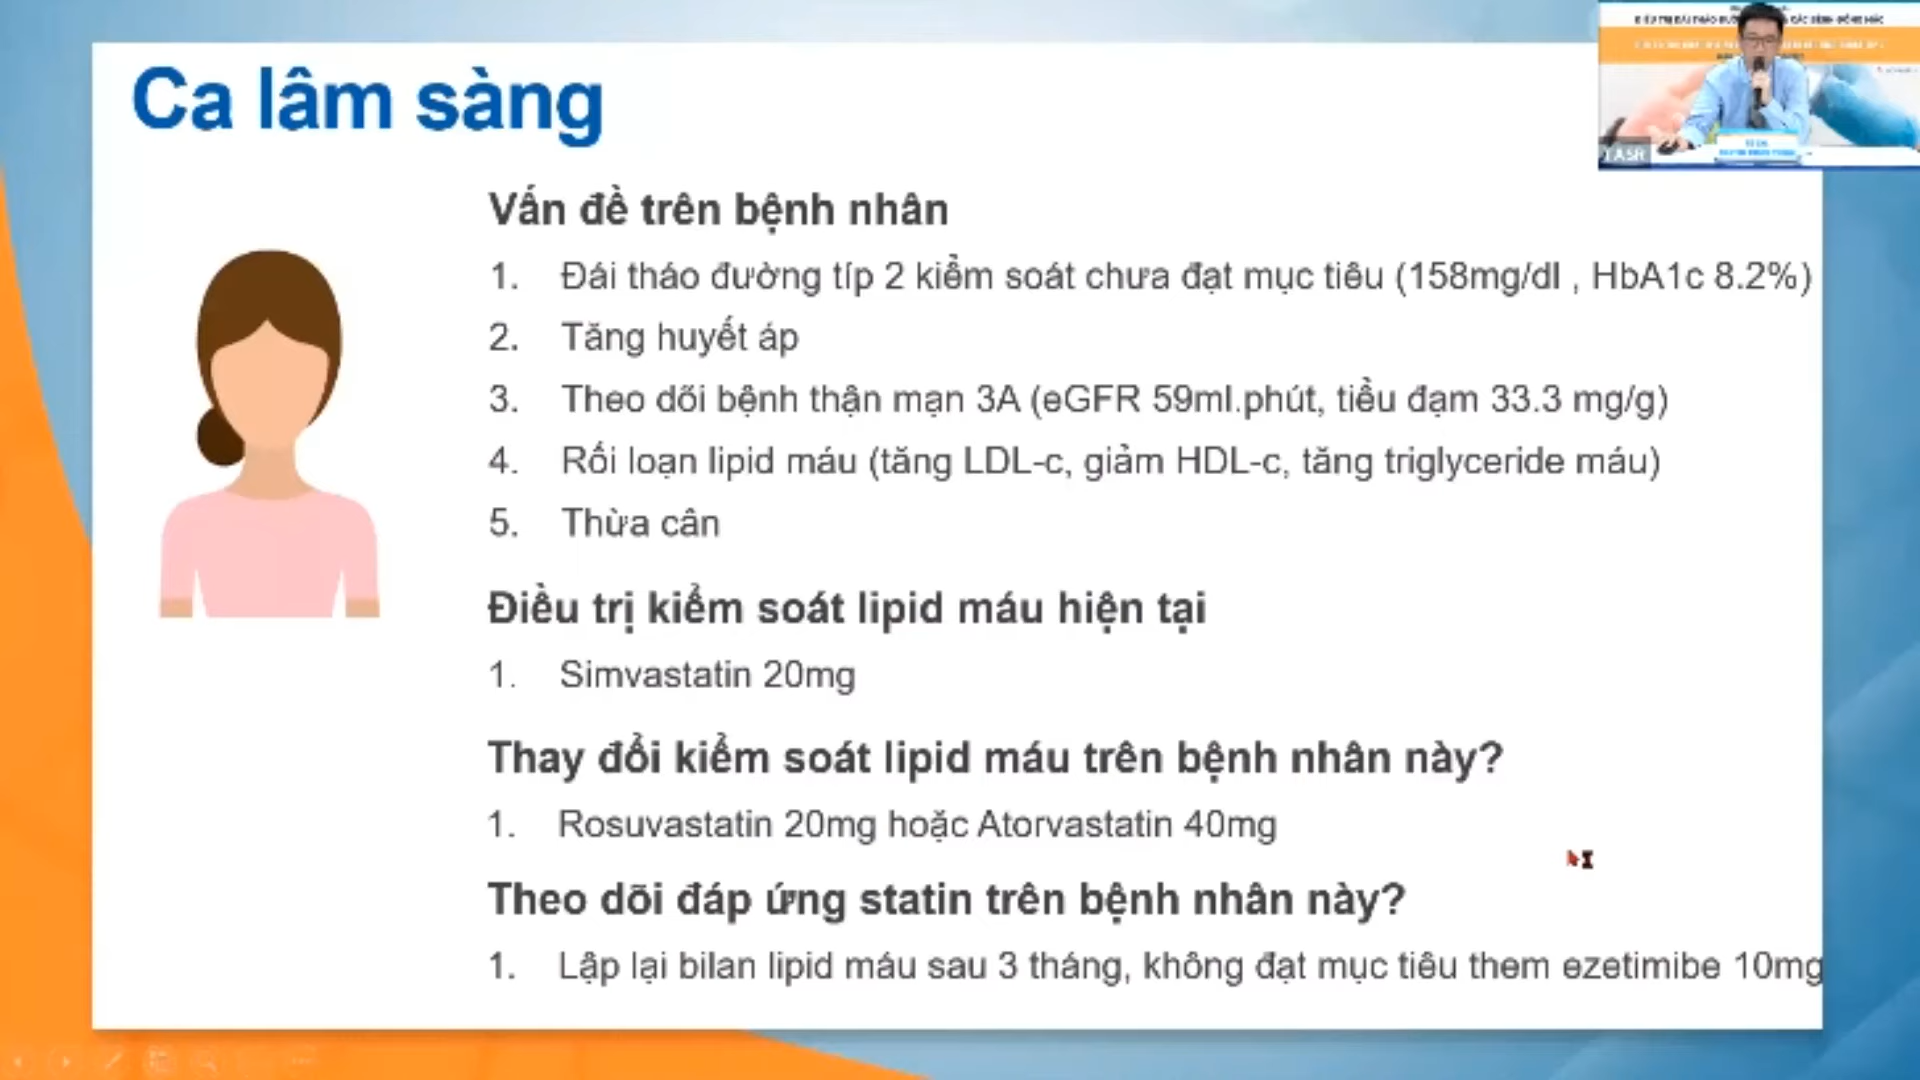 Ca lâm sàng
Vấn đề trên bệnh nhân
1. Đái tháo đường típ 2 kiểm soát chưa đạt mục tiêu (158mg/dl , HbA1c 8.2%)
2. Tăng huyết áp
3. Theo dõi bệnh thận mạn 3A (eGFR 59ml.phút, tiểu đạm 33.3 mg/g)
4. Rối loạn lipid máu (tăng LDL-c, giảm HDL-c, tăng triglyceride máu)
5. Thừa cân
Điều trị kiểm soát lipid máu hiện tại
1. Simvastatin 20mg
Thay đổi kiểm soát lipid máu trên bệnh nhân này?
1. Rosuvastatin 20mg hoặc Atorvastatin 40mg
Theo dõi đáp ứng statin trên bệnh nhân này?
1. Lập lại bilan lipid máu sau 3 tháng, không đạt mục tiêu them ezetimibe 10mg